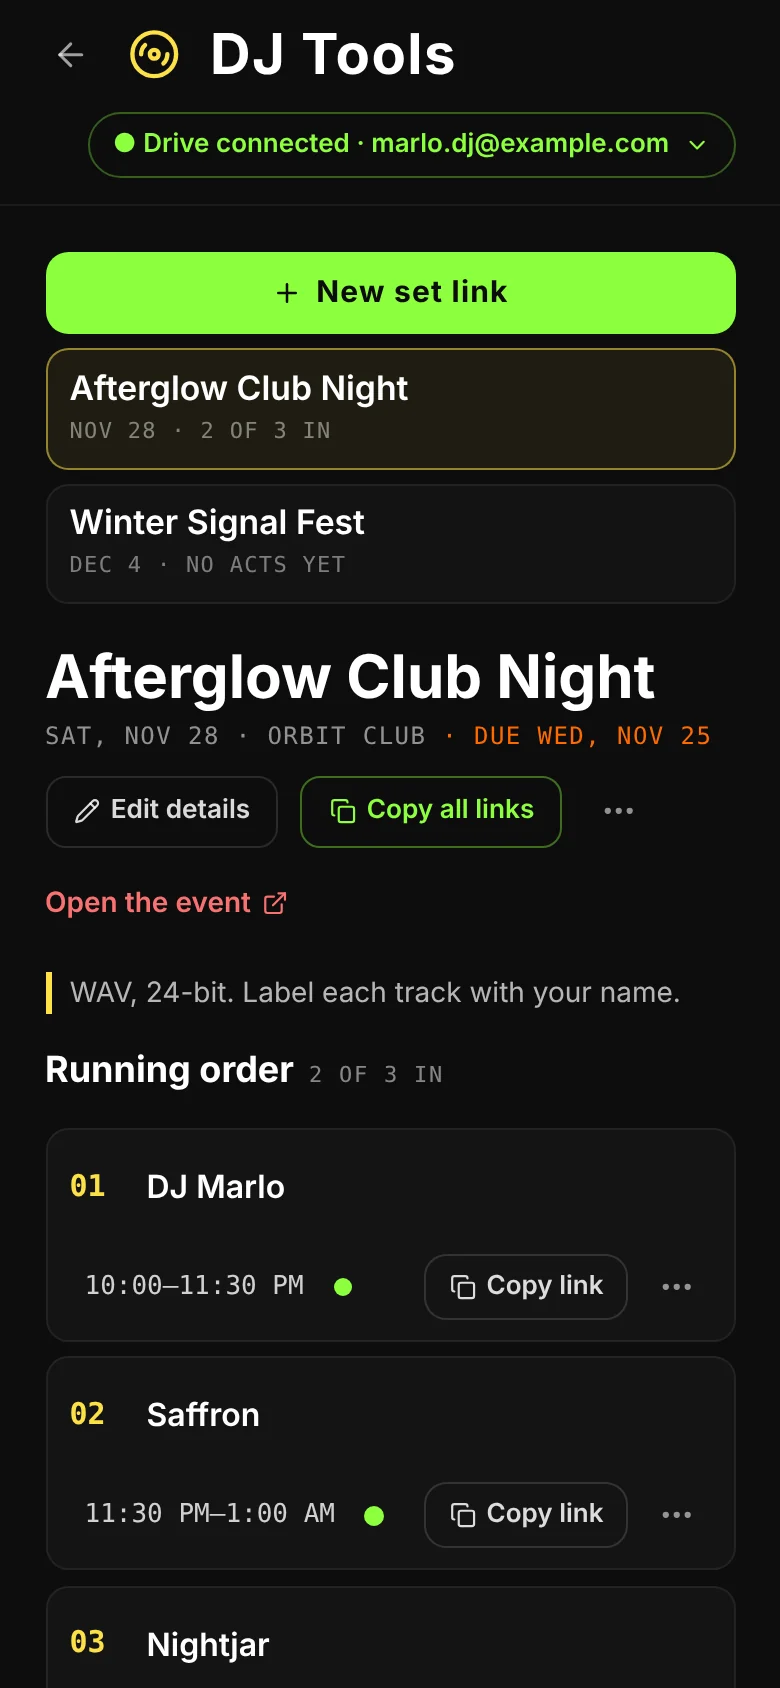 DJ Tools
Drive connected · marlo.dj@example.com
+ New set link
Afterglow Club Night
NOV 28 · 2 OF 3 IN
Winter Signal Fest
DEC 4 · NO ACTS YET
Afterglow Club Night
SAT, NOV 28 · ORBIT CLUB · DUE WED, NOV 25
Edit details Copy all links
Open the event
WAV, 24-bit. Label each track with your name.
Running order 2 OF 3 IN
01 DJ Marlo
10:00–11:30 PM Copy link
02 Saffron
11:30 PM–1:00 AM Copy link
03 Nightjar